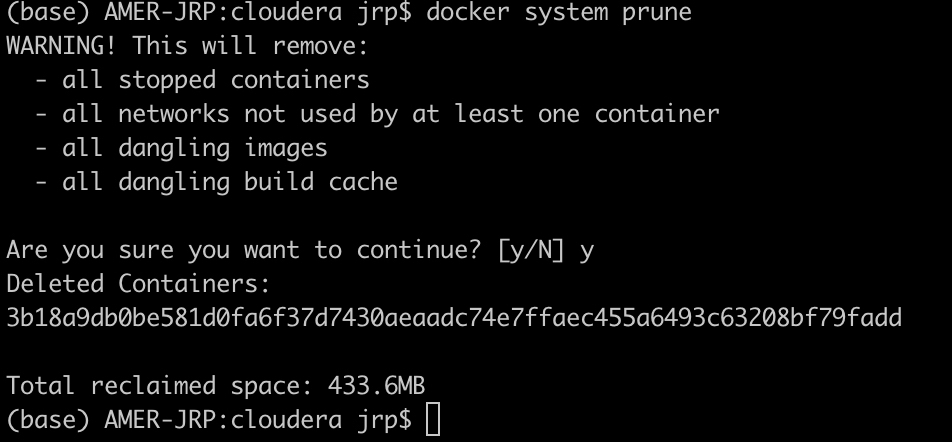 (base) AMER-JRP:cloudera jrp$ docker system prune
WARNING! This will remove:
  - all stopped containers
  - all networks not used by at least one container
  - all dangling images
  - all dangling build cache

Are you sure you want to continue? [y/N] y
Deleted Containers:
3b18a9db0be581d0fa6f37d7430aeaadc74e7ffaec455a6493c63208bf79fadd

Total reclaimed space: 433.6MB
(base) AMER-JRP:cloudera jrp$